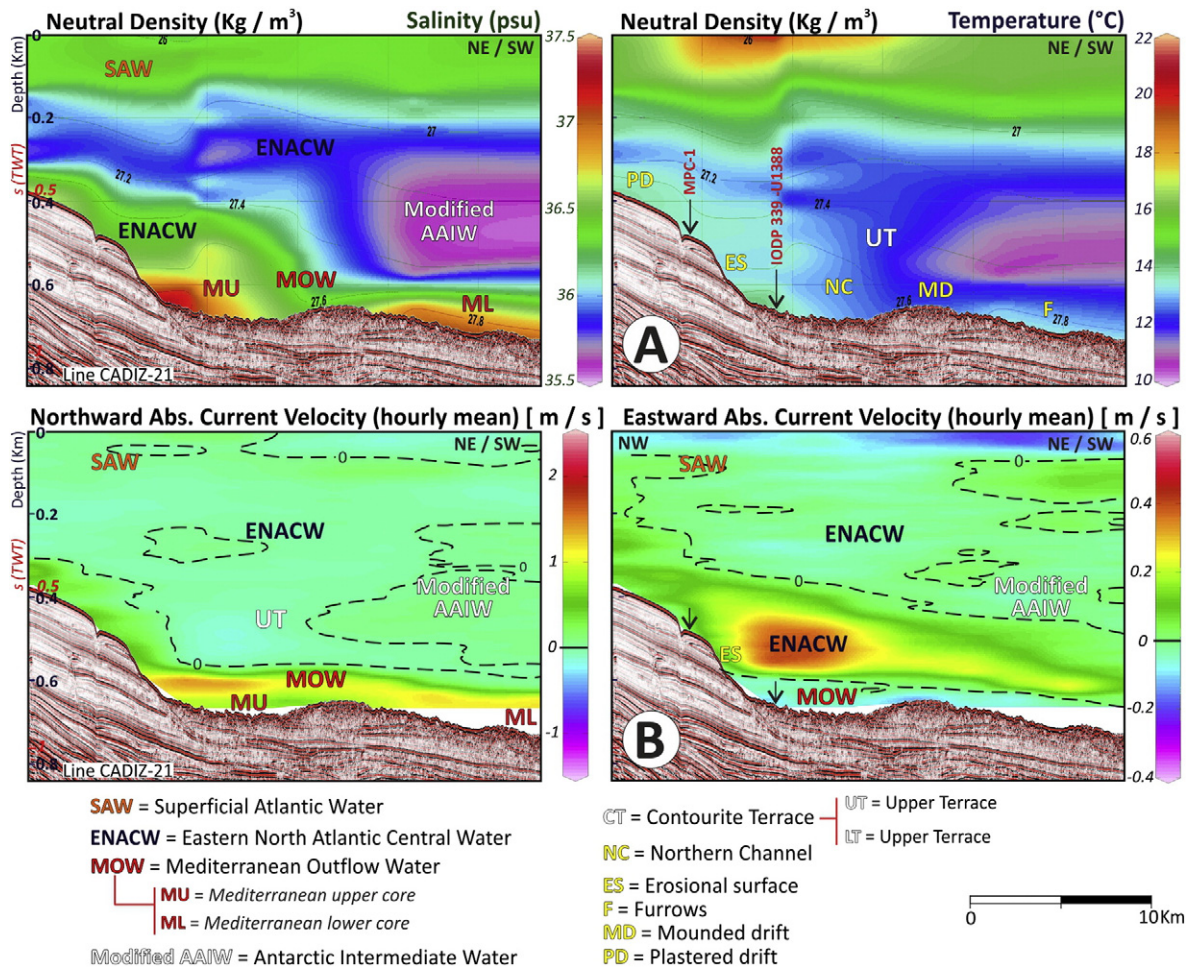 Neutral Density (Kg / m³) Salinity (psu)
NE / SW
Depth (Km)
0
0.2
0.4
0.6
0.8
s (TWT)
0.5
26
27
27.2
27.4
27.6
27.8
SAW
ENACW
ENACW
Modified
AAIW
MU
MOW
ML
Line CADIZ-21
37.5
37
36.5
36
35.5
Neutral Density (Kg / m³) Temperature (°C)
NE / SW
26
27
27.2
27.4
27.6
27.8
PD
MPC-1
IODP 339 -U1388
ES
UT
NC
MD
F
A
22
20
18
16
14
12
10
Northward Abs. Current Velocity (hourly mean) [ m / s ]
NE / SW
Depth (Km)
0
0.2
0.4
0.6
0.8
s (TWT)
0.5
0
0
0
SAW
ENACW
Modified
AAIW
UT
MOW
MU
ML
Line CADIZ-21
2
1
0
-1
Eastward Abs. Current Velocity (hourly mean) [ m / s ]
NW NE / SW
SAW
0
ENACW
0
Modified
AAIW
ENACW
ES
MOW
B
0.6
0.4
0.2
0
-0.2
-0.4
SAW = Superficial Atlantic Water
ENACW = Eastern North Atlantic Central Water
MOW = Mediterranean Outflow Water
MU = Mediterranean upper core
ML = Mediterranean lower core
Modified AAIW = Antarctic Intermediate Water
CT = Contourite Terrace
UT = Upper Terrace
LT = Upper Terrace
NC = Northern Channel
ES = Erosional surface
F = Furrows
MD = Mounded drift
PD = Plastered drift
0 10Km